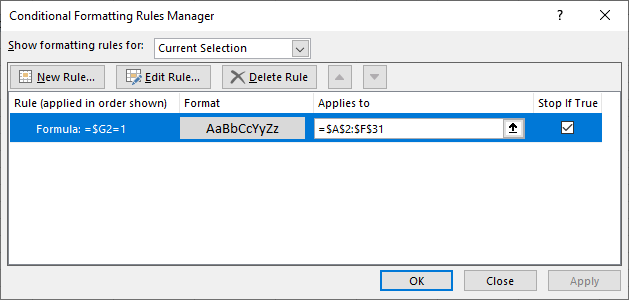 Conditional Formatting Rules Manager ? ×
Show formatting rules for: Current Selection
New Rule... Edit Rule... Delete Rule
Rule (applied in order shown) Format Applies to Stop If True
Formula: =$G2=1 AaBbCcYyZz =$A$2:$F$31
OK Close Apply